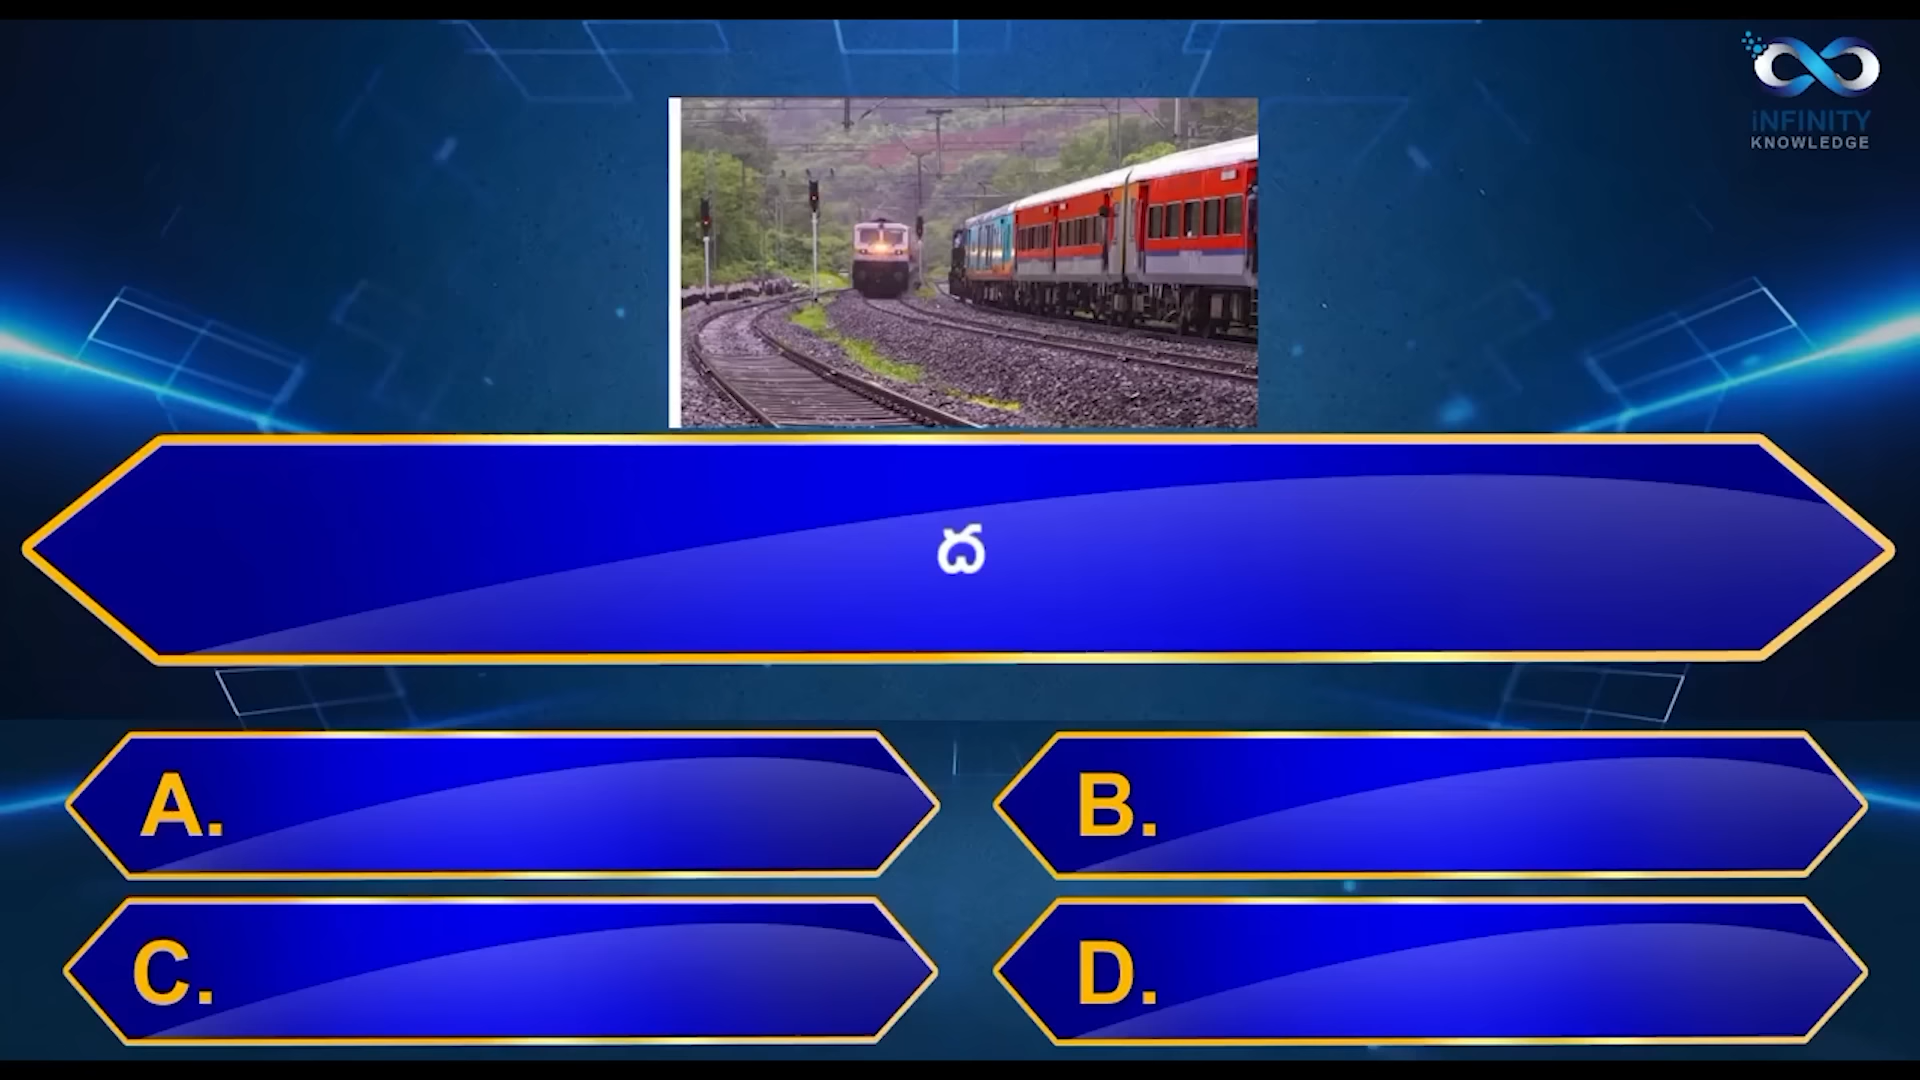 iNFINITY
KNOWLEDGE
ద
A.
B.
C.
D.